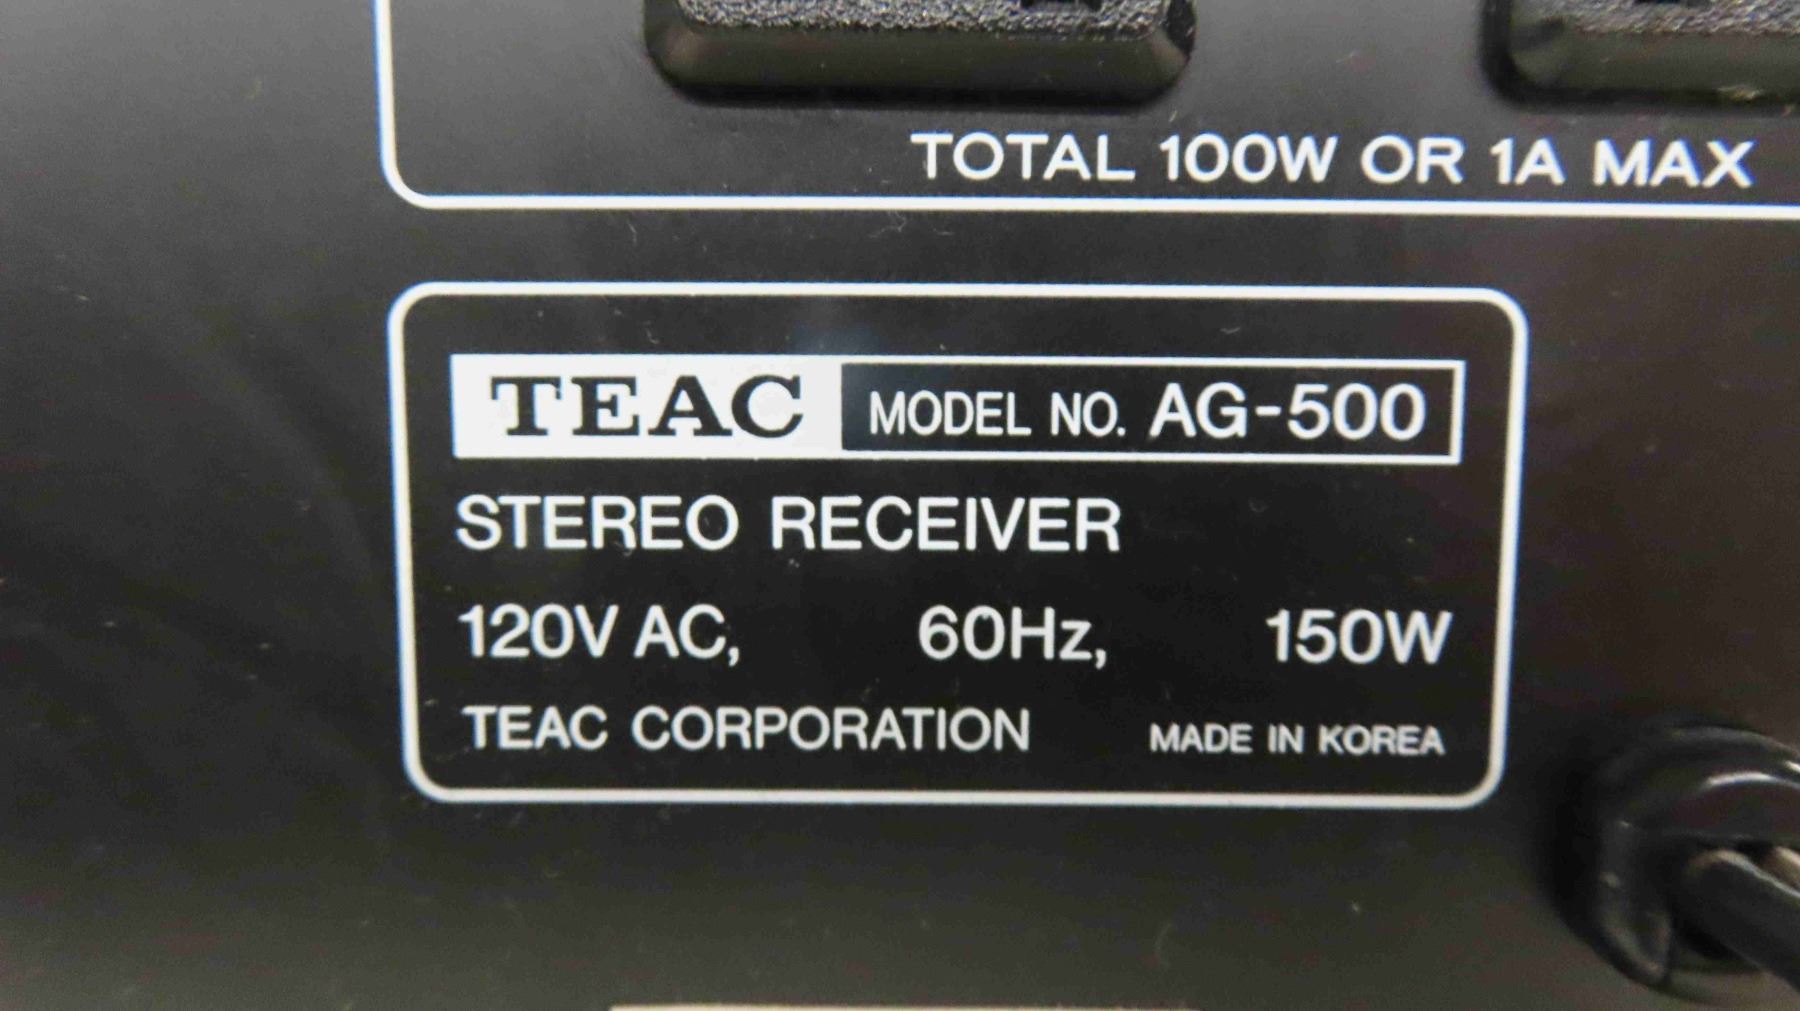 TOTAL 100W OR 1A MAX
TEAC MODEL NO. AG-500
STEREO RECEIVER
120V AC, 60Hz, 150W
TEAC CORPORATION MADE IN KOREA